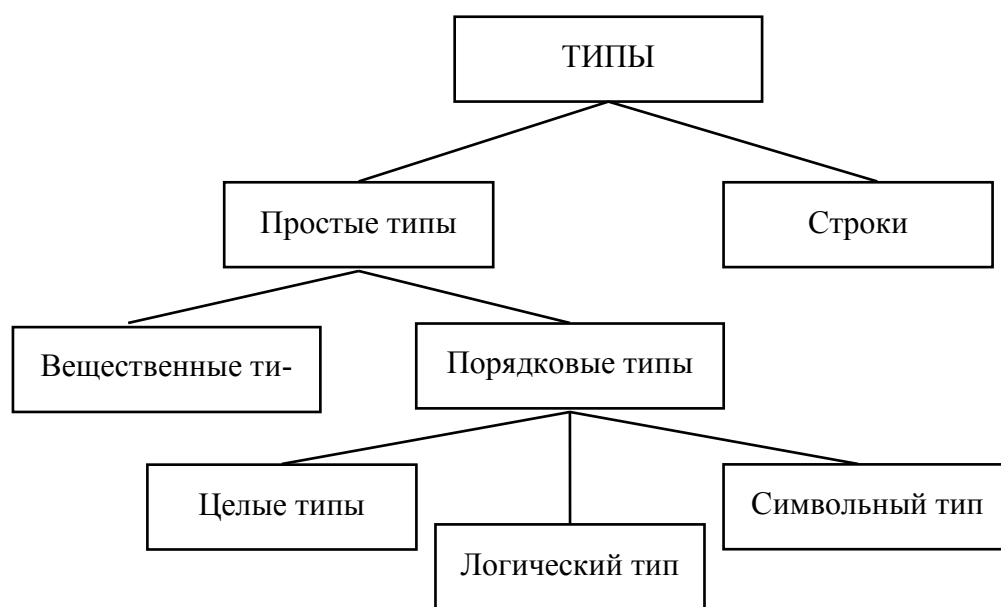 ТИПЫ
Простые типы
Строки
Вещественные ти-
Порядковые типы
Целые типы
Символьный тип
Логический тип